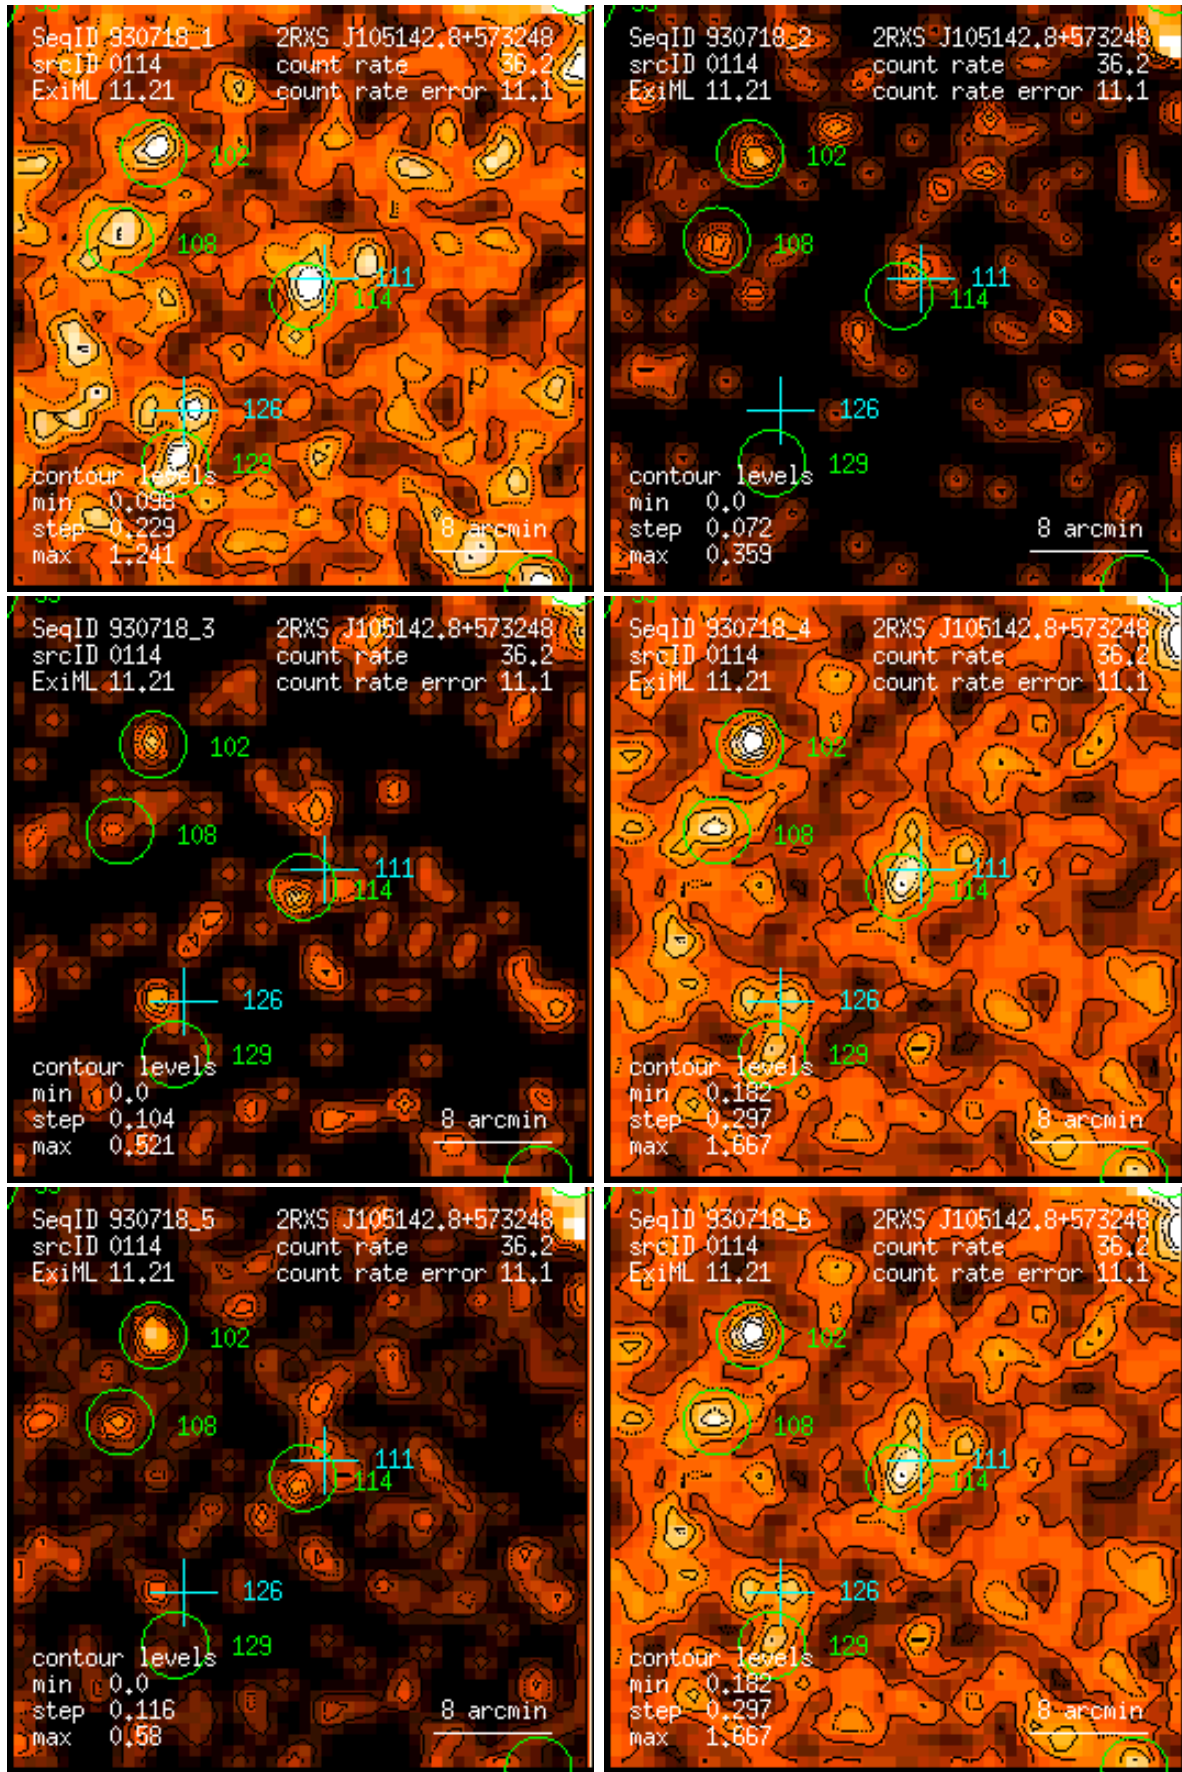 SeqID 930718_1 2RXS J105142.8+573248
srcID 0114 count rate 36.2
ExiML 11.21 count rate error 11.1
102
108
111
114
126
129
contour levels
min 0.098
step 0.229 8 arcmin
max 1.241
SeqID 930718_2 2RXS J105142.8+573248
srcID 0114 count rate 36.2
ExiML 11.21 count rate error 11.1
102
108
114
126
129
contour levels
min 0.0
step 0.072 8 arcmin
max 0.359
SeqID 930718_3 2RXS J105142.8+573248
srcID 0114 count rate 36.2
ExiML 11.21 count rate error 11.1
102
108
111
114
126
129
contour levels
min 0.0
step 0.104 8 arcmin
max 0.521
SeqID 930718_4 2RXS J105142.8+573248
srcID 0114 count rate 36.2
ExiML 11.21 count rate error 11.1
102
108
111
114
126
129
contour levels
min 0.182
step 0.297 8 arcmin
max 1.667
SeqID 930718_5 2RXS J105142.8+573248
srcID 0114 count rate 36.2
ExiML 11.21 count rate error 11.1
102
108
111
114
126
129
contour levels
min 0.0
step 0.116 8 arcmin
max 0.58
SeqID 930718_6 2RXS J105142.8+573248
srcID 0114 count rate 36.2
ExiML 11.21 count rate error 11.1
102
108
111
114
126
129
contour levels
min 0.182
step 0.297 8 arcmin
max 1.667